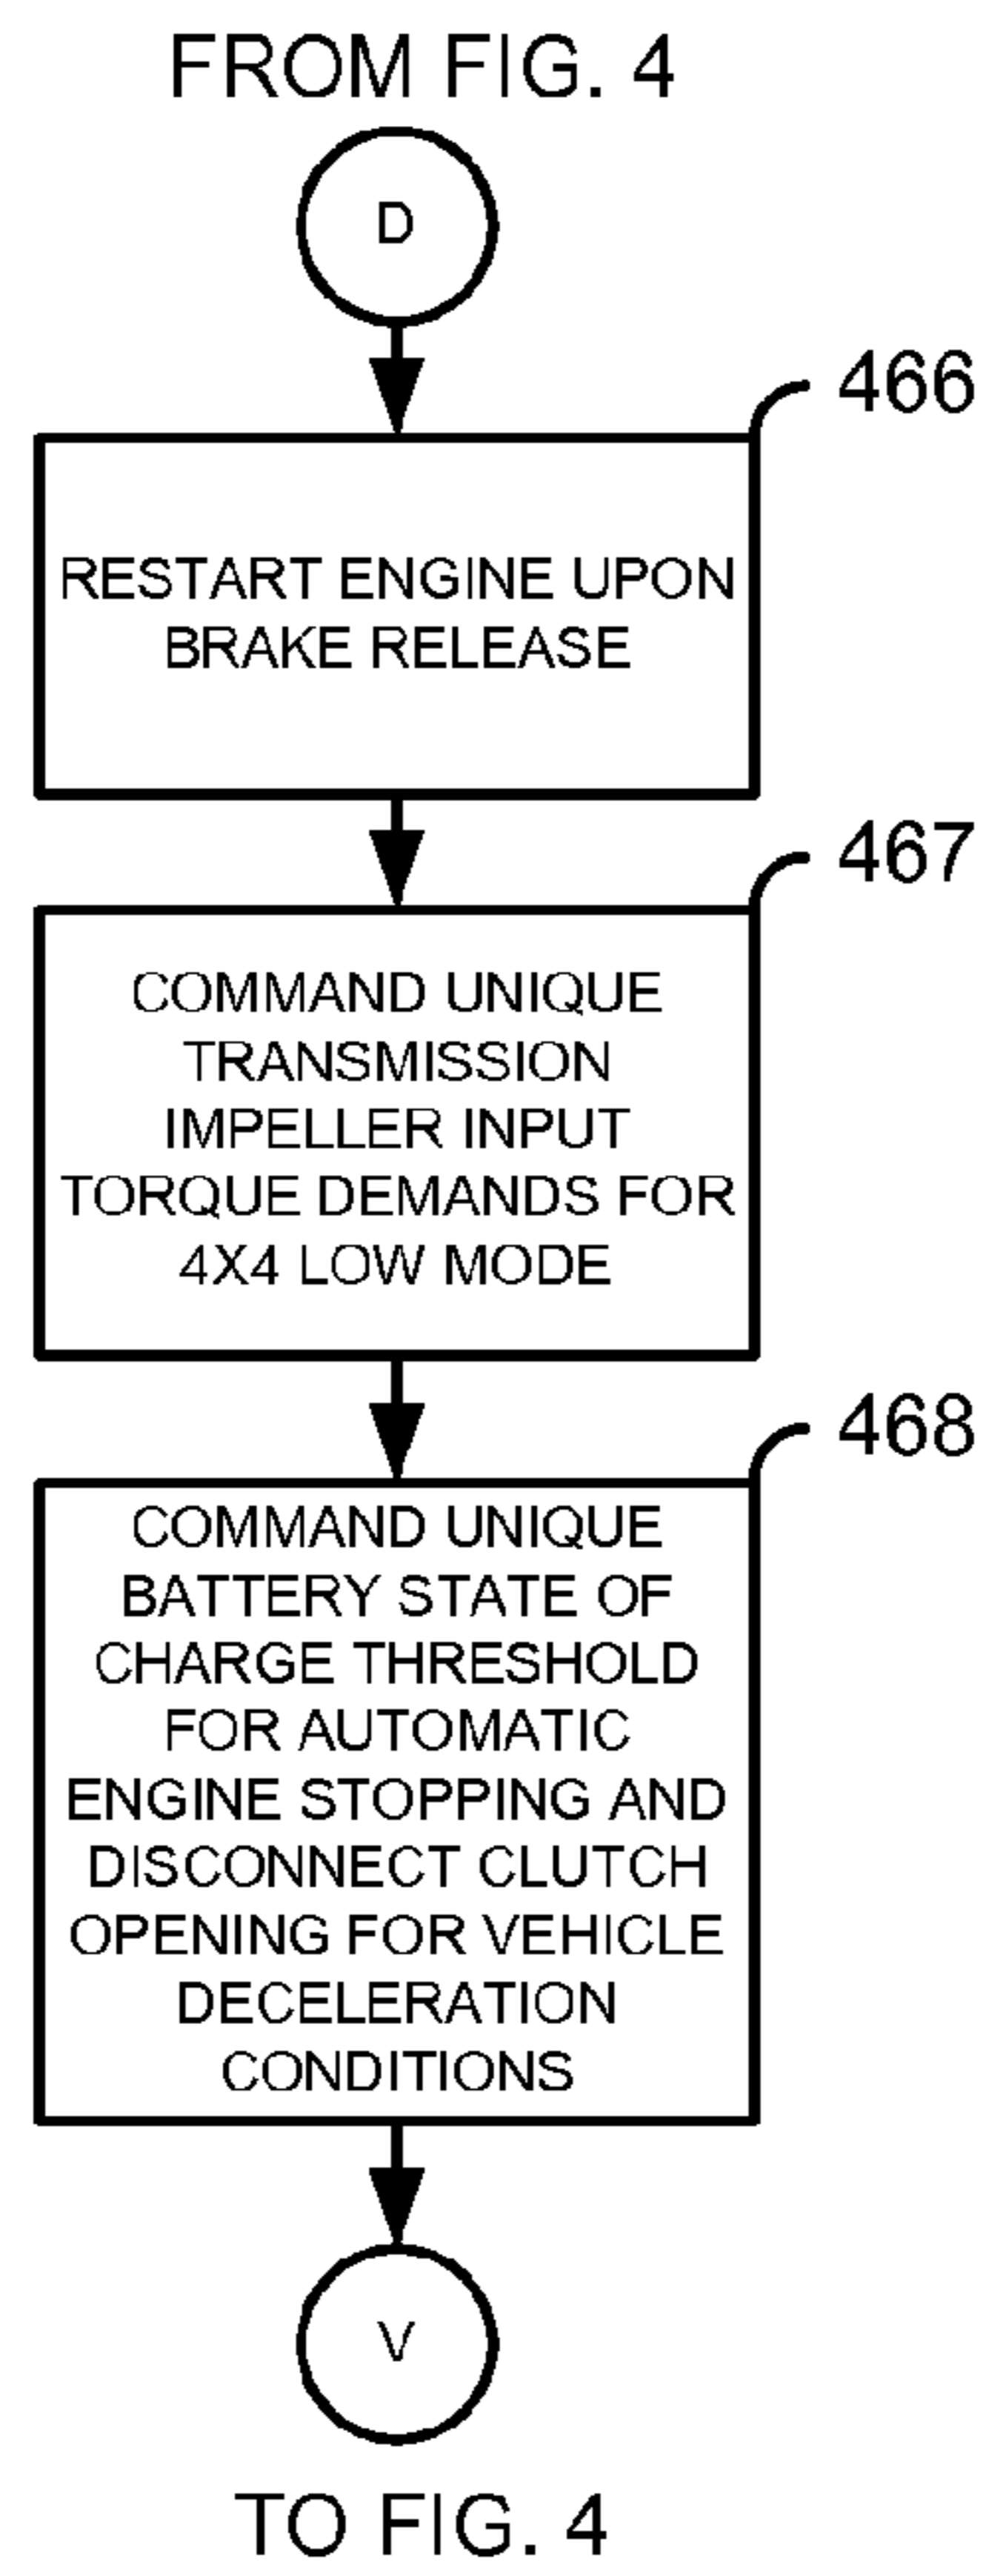 FROM FIG. 4
D
466
RESTART ENGINE UPON
BRAKE RELEASE
467
COMMAND UNIQUE
TRANSMISSION
IMPELLER INPUT
TORQUE DEMANDS FOR
4X4 LOW MODE
468
COMMAND UNIQUE
BATTERY STATE OF
CHARGE THRESHOLD
FOR AUTOMATIC
ENGINE STOPPING AND
DISCONNECT CLUTCH
OPENING FOR VEHICLE
DECELERATION
CONDITIONS
V
TO FIG. 4